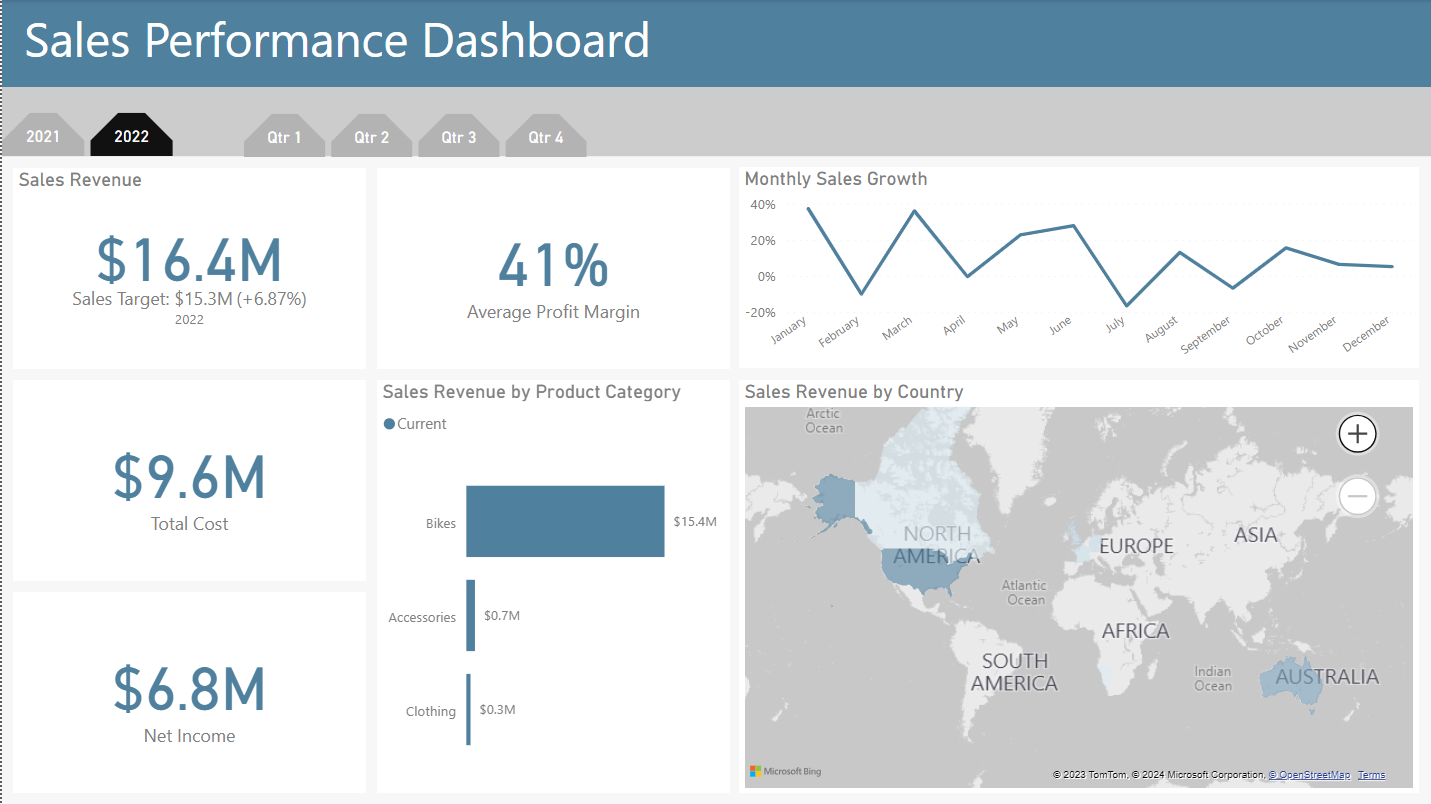 Sales Performance Dashboard
2021
2022
Qtr 1
Qtr 2
Qtr 3
Qtr 4
Sales Revenue
$16.4M
Sales Target: $15.3M (+6.87%)
2022
41%
Average Profit Margin
Monthly Sales Growth
40%
20%
0%
-20%
January
February
March
April
May
June
July
August
September
October
November
December
$9.6M
Total Cost
$6.8M
Net Income
Sales Revenue by Product Category
Current
Bikes
$15.4M
Accessories
$0.7M
Clothing
$0.3M
Sales Revenue by Country
Arctic
Ocean
NORTH
AMERICA
EUROPE
ASIA
Atlantic
Ocean
AFRICA
SOUTH
AMERICA
Indian
Ocean
AUSTRALIA
Microsoft Bing
© 2023 TomTom, © 2024 Microsoft Corporation, © OpenStreetMap Terms